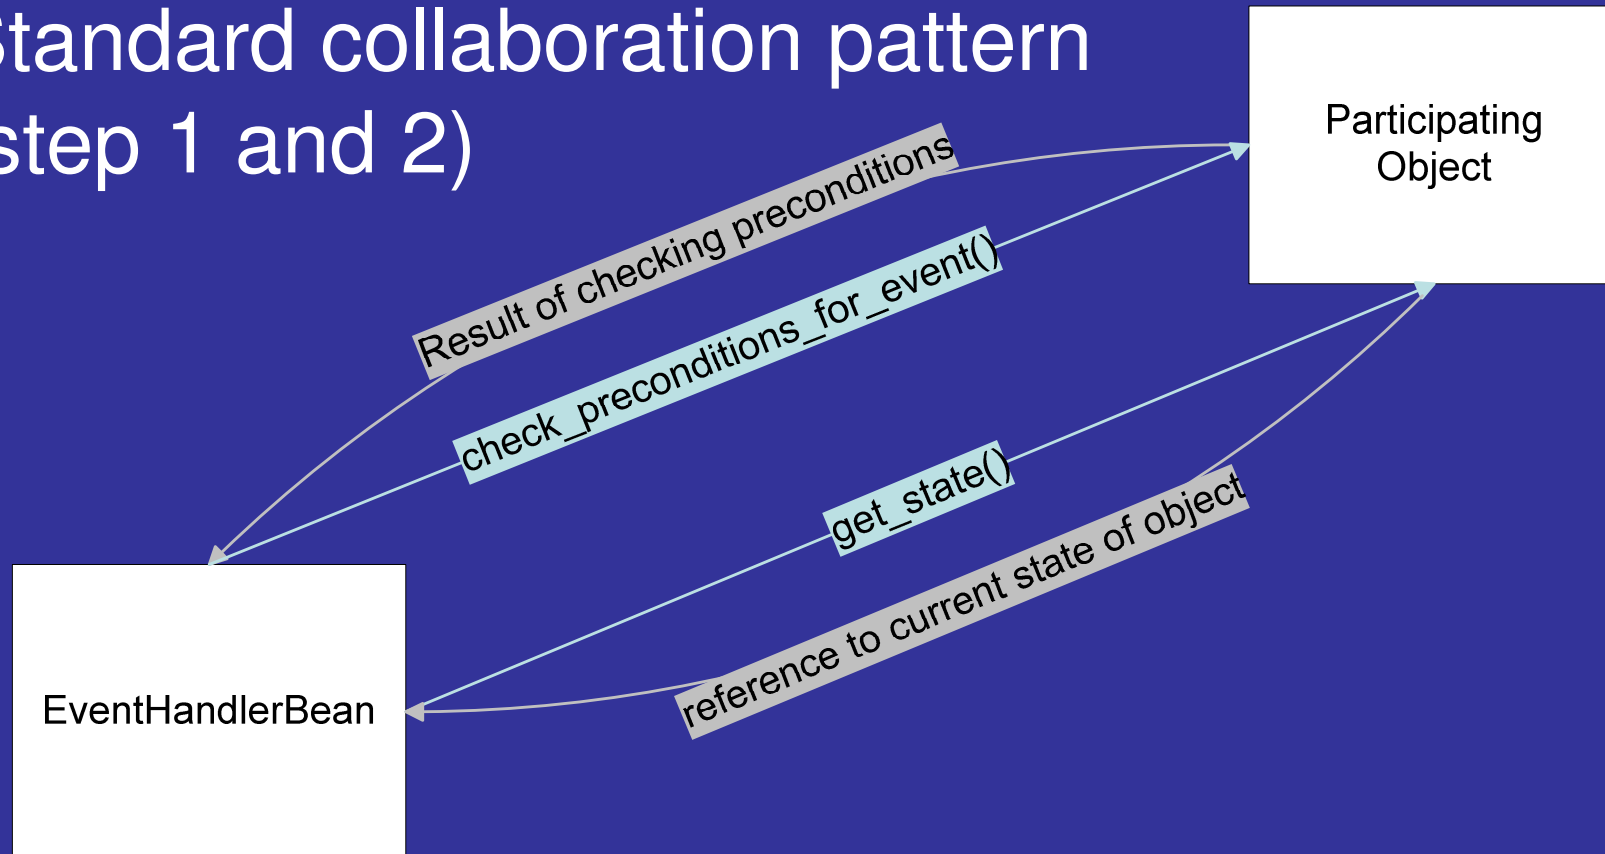 Standard collaboration pattern
step 1 and 2)
Participating
Object
Result of checking preconditions
check_preconditions_for_event()
get_state()
reference to current state of object
EventHandlerBean